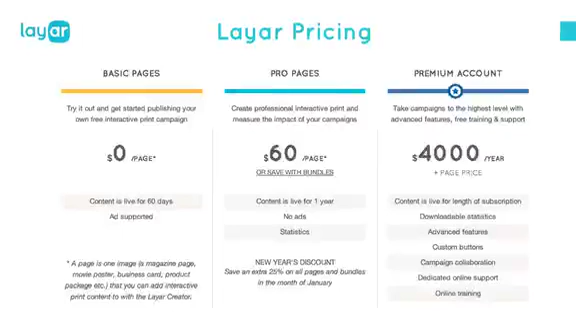 layar
Layar Pricing
BASIC PAGES
Try it out and get started publishing your
own free interactive print campaign
$0 /PAGE*
Content is live for 60 days
Ad supported
* A page is one image (a magazine page,
movie poster, business card, product
package etc.) that you can add interactive
print content to with the Layar Creator.
PRO PAGES
Create professional interactive print and
measure the impact of your campaigns
$60 /PAGE*
OR SAVE WITH BUNDLES
Content is live for 1 year
No ads
Statistics
NEW YEAR'S DISCOUNT
Save an extra 25% on all pages and bundles
in the month of January
PREMIUM ACCOUNT
Take campaigns to the highest level with
advanced features, free training & support
$4000 /YEAR
+ PAGE PRICE
Content is live for length of subscription
Downloadable statistics
Advanced features
Custom buttons
Campaign collaboration
Dedicated online support
Online training